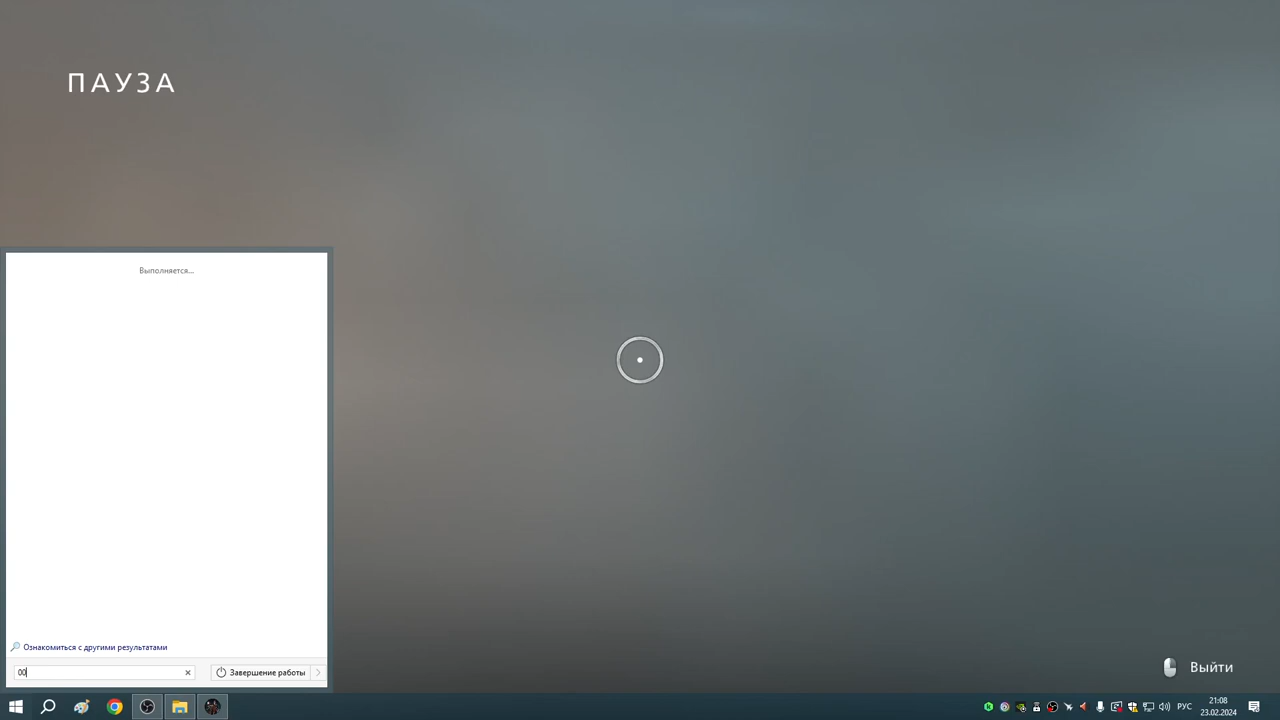 ПАУЗА
Выполняется...
Ознакомиться с другими результатами
00
Завершение работы
Выйти
РУС
21:08
23.02.2024